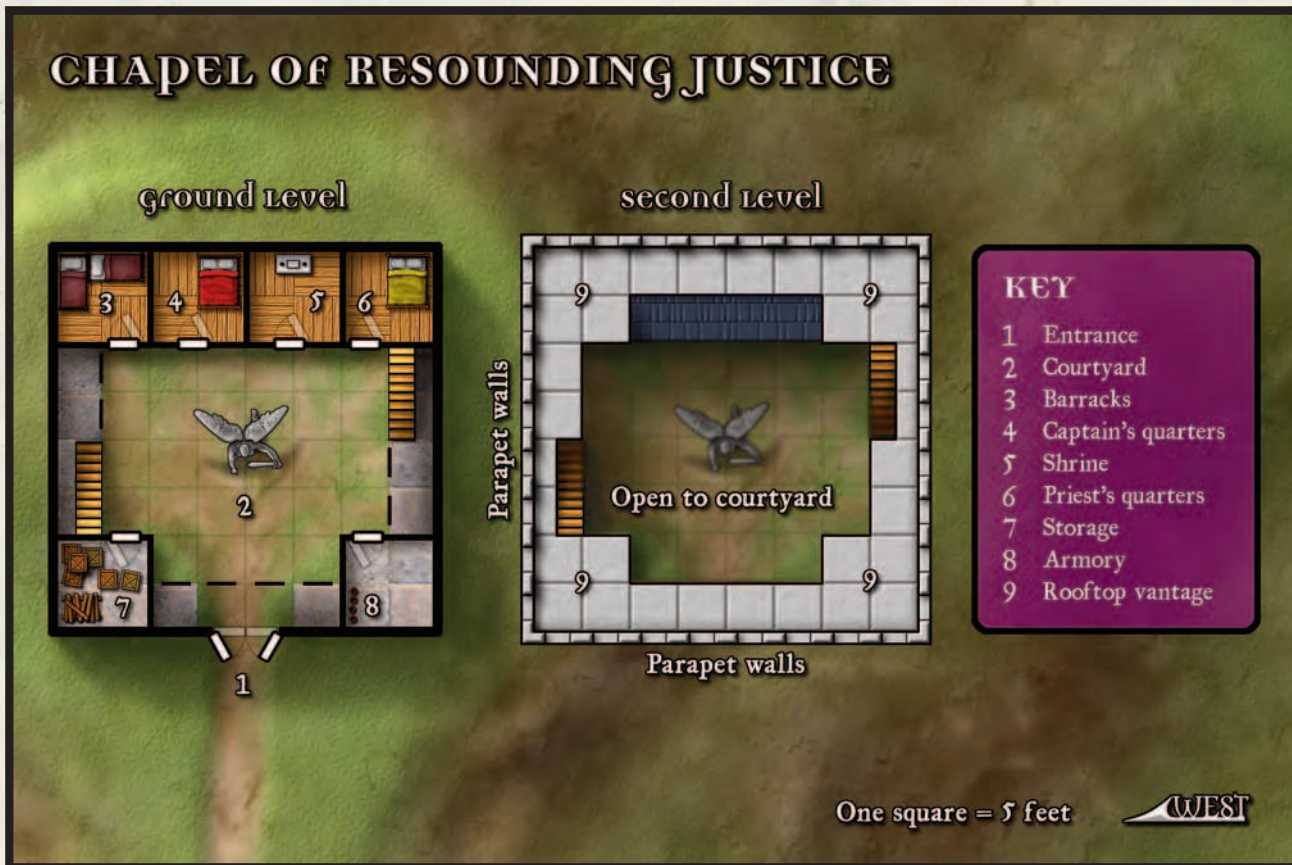 CHAPEL OF RESOUNDING JUSTICE
Ground Level
3
4
5
6
2
7
8
1
Second Level
9
9
Parapet walls
Open to courtyard
9
9
Parapet walls
KEY
1 Entrance
2 Courtyard
3 Barracks
4 Captain's quarters
5 Shrine
6 Priest's quarters
7 Storage
8 Armory
9 Rooftop vantage
One square = 5 feet
WEST